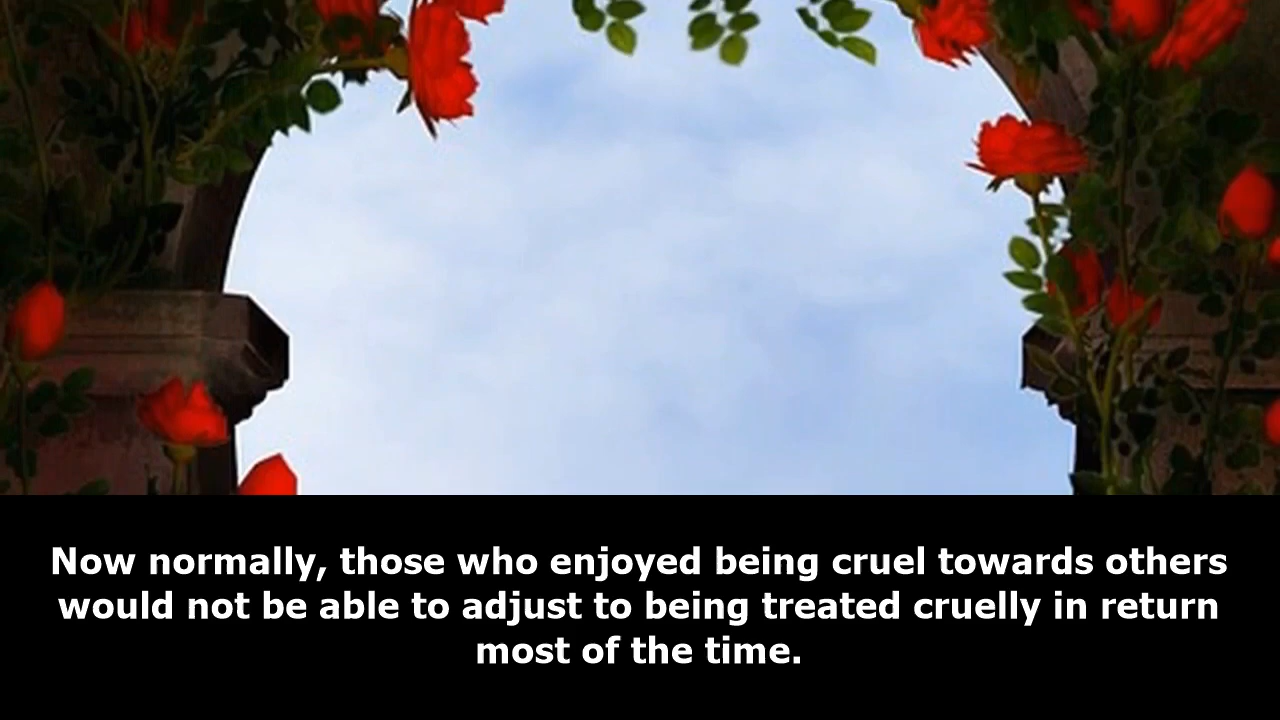 Now normally, those who enjoyed being cruel towards others
would not be able to adjust to being treated cruelly in return
most of the time.